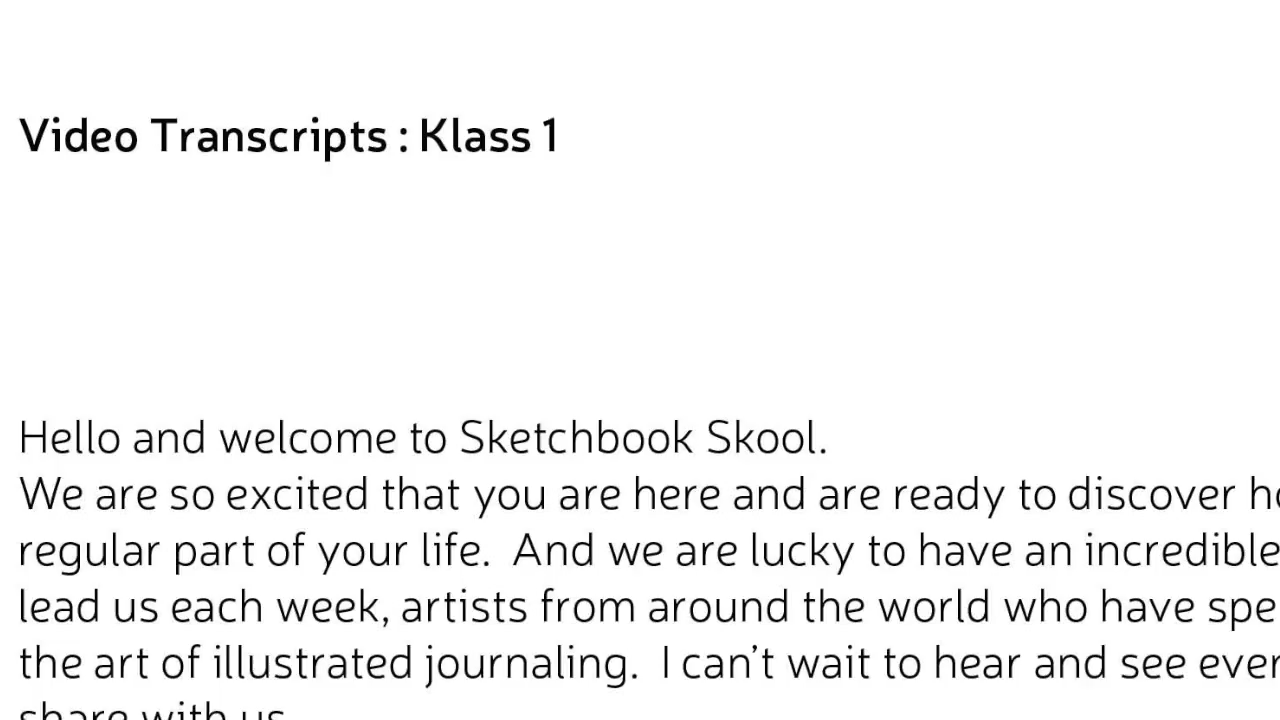 Video Transcripts : Klass 1
Hello and welcome to Sketchbook Skool.
We are so excited that you are here and are ready to discover
regular part of your life.  And we are lucky to have an incredible
lead us each week, artists from around the world who have
the art of illustrated journaling.  I can’t wait to hear and see
share with us.